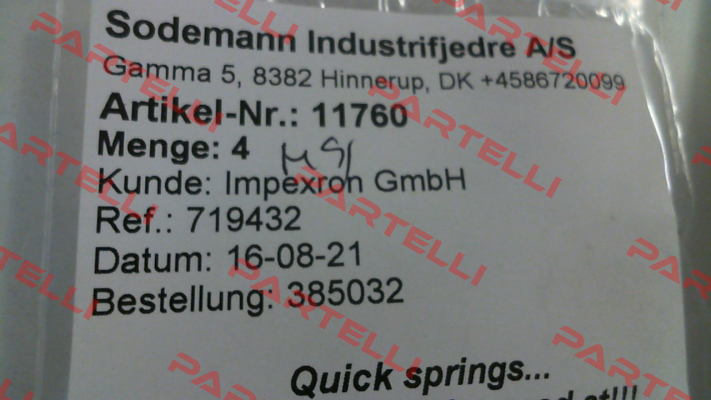 Sodemann Industrifjedre A/S
Gamma 5, 8382 Hinnerup, DK +4586720099
Artikel-Nr.: 11760
Menge: 4
Kunde: Impexron GmbH
Ref.: 719432
Datum: 16-08-21
Bestellung: 385032
Quick springs...
PARTELLI